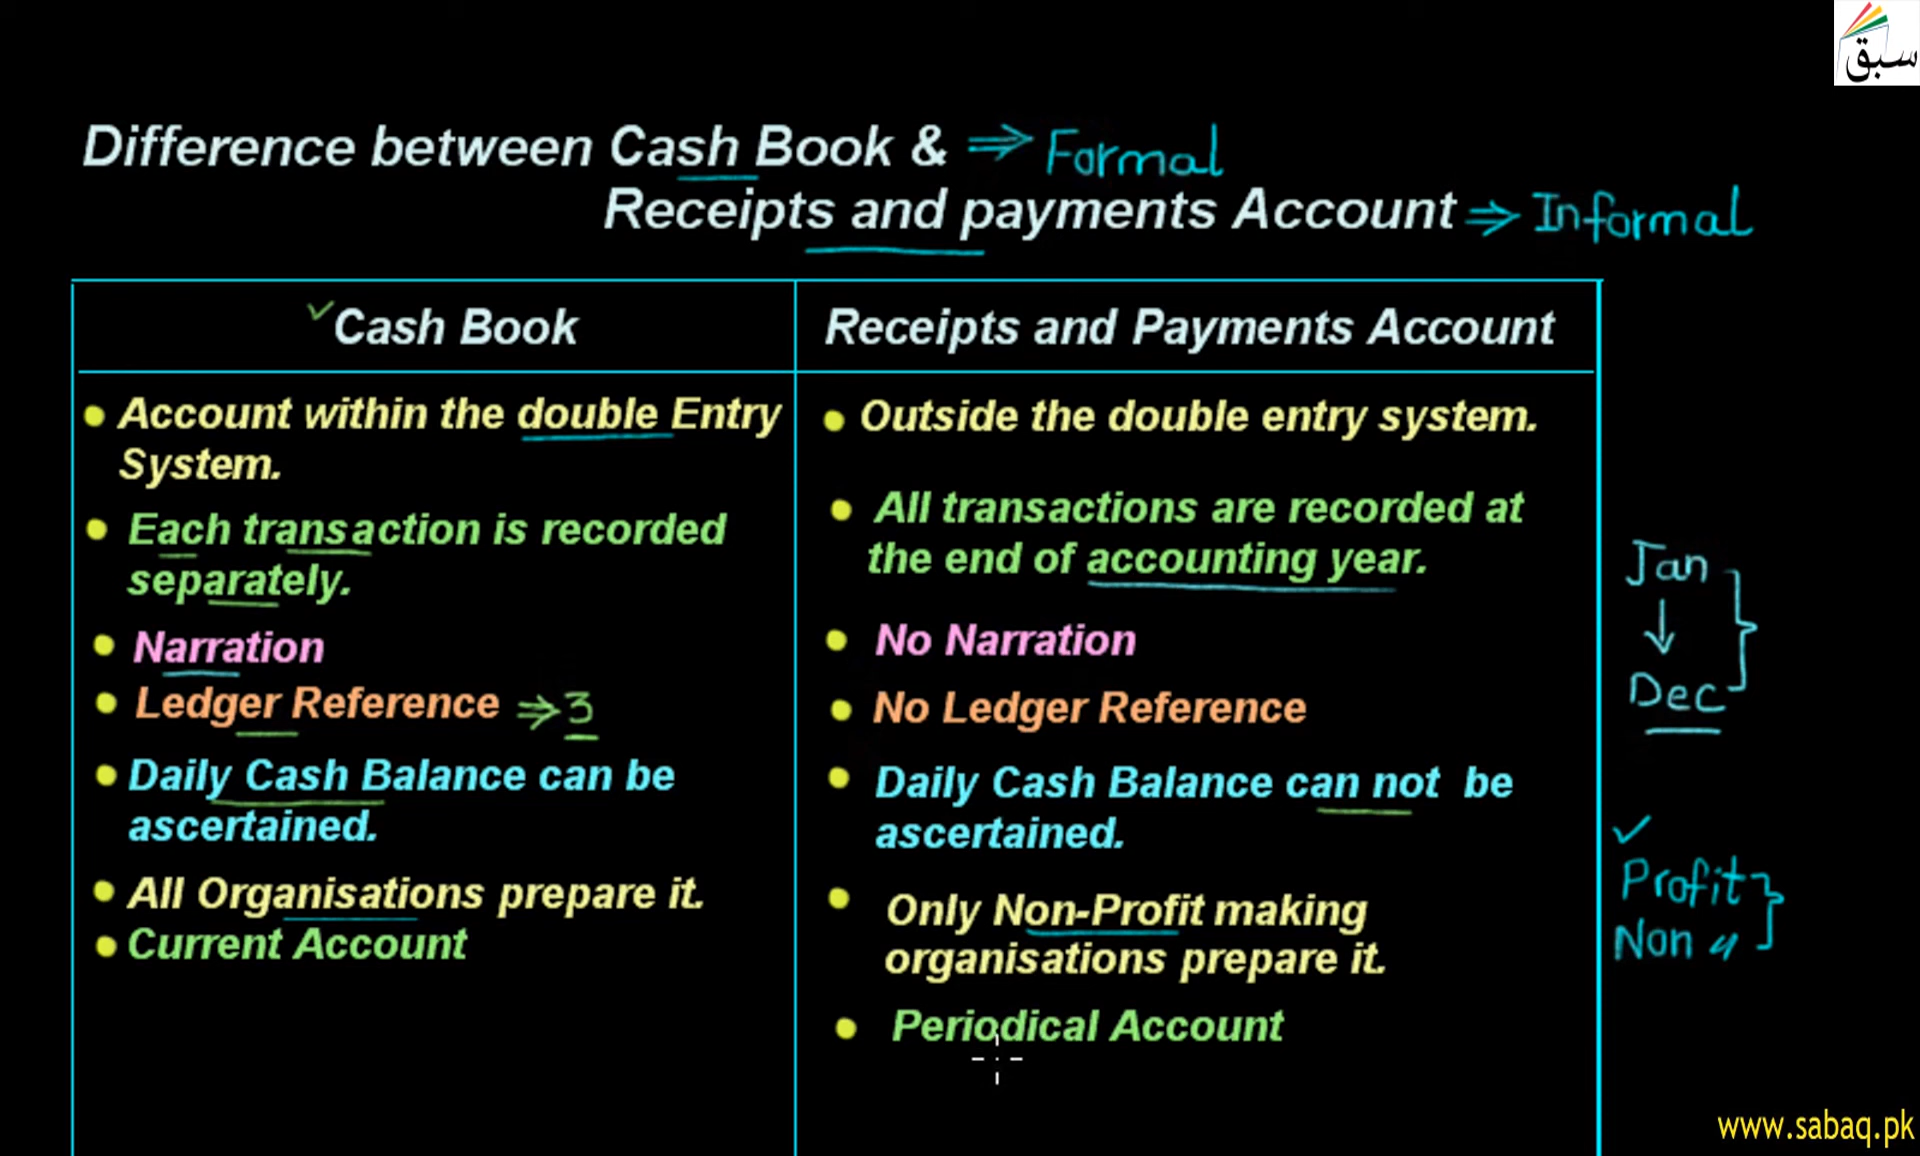 سبق
Difference between Cash Book & ⇒ Formal
Receipts and payments Account ⇒ Informal
✓Cash Book
Receipts and Payments Account
• Account within the double Entry
System.
• Each transaction is recorded
separately.
• Narration
• Ledger Reference ⇒ 3
• Daily Cash Balance can be
ascertained.
• All Organisations prepare it.
• Current Account
• Outside the double entry system.
• All transactions are recorded at
the end of accounting year.
• No Narration
• No Ledger Reference
• Daily Cash Balance can not be
ascertained.
• Only Non-Profit making
organisations prepare it.
• Periodical Account
Jan
↓
Dec
✓
Profit
Non "
www.sabaq.pk